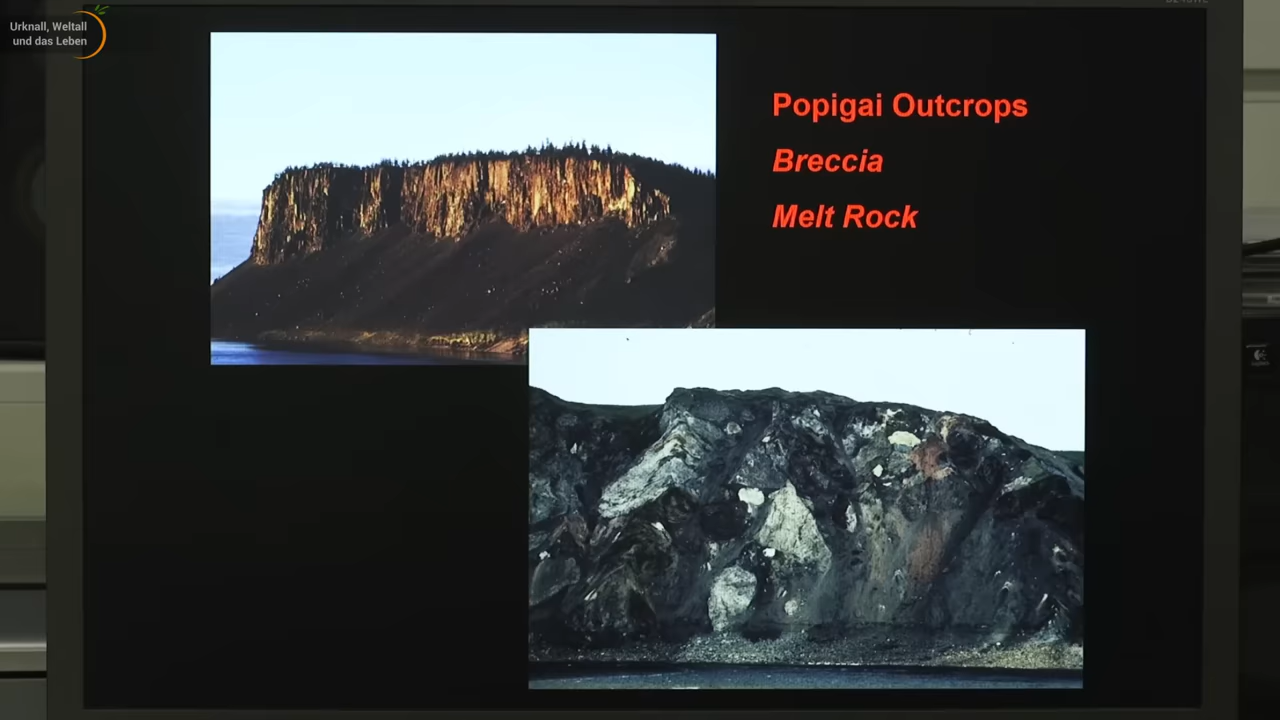 Urknall, Weltall
und das Leben
Popigai Outcrops
Breccia
Melt Rock